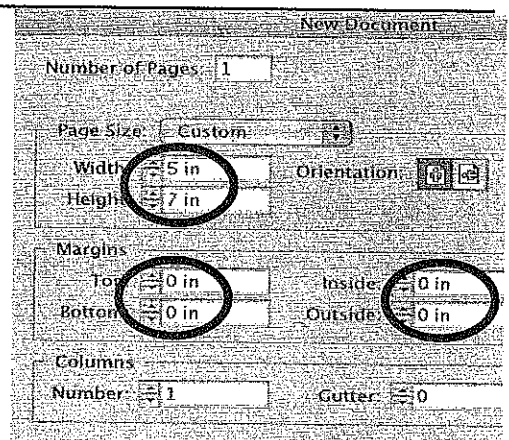 New Document
Number of Pages: 1
Page Size: Custom
Width: 5 in Orientation:
Height: 7 in
Margins
Top: 0 in Inside: 0 in
Bottom: 0 in Outside: 0 in
Columns
Number: 1 Gutter: 0